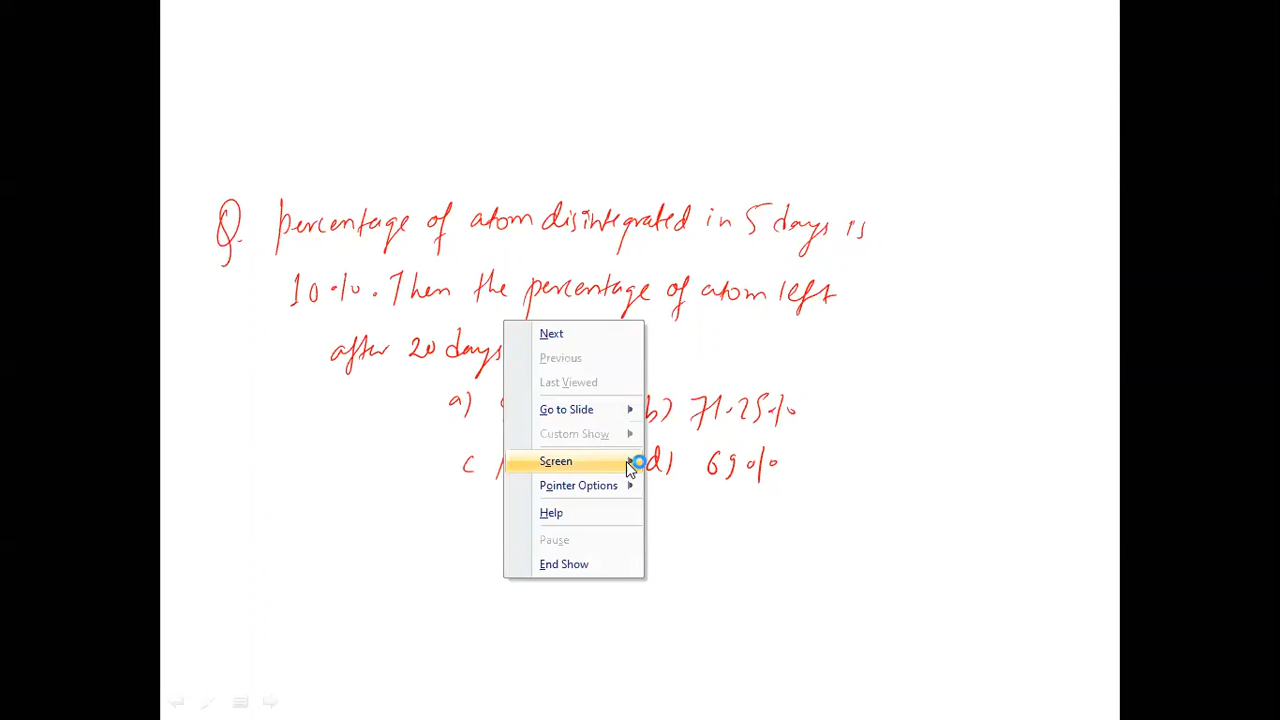 Q. percentage of atom disintegrated in 5 days is
10%. Then the percentage of atom left
after 20 days
a) b) 71.25%
c d) 69%
Next
Previous
Last Viewed
Go to Slide
Custom Show
Screen
Pointer Options
Help
Pause
End Show